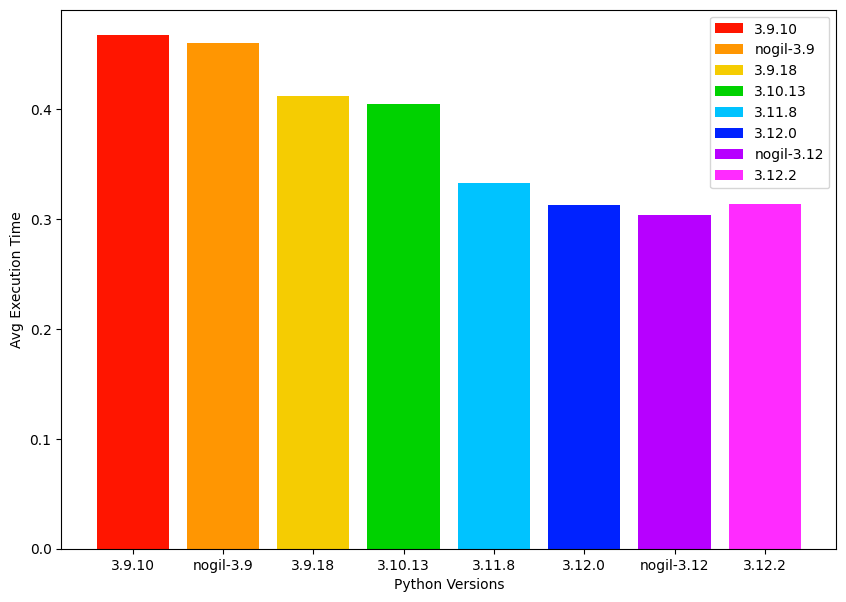 3.9.10
nogil-3.9
3.9.18
3.10.13
3.11.8
3.12.0
nogil-3.12
3.12.2
Avg Execution Time
0.4
0.3
0.2
0.1
0.0
3.9.10 nogil-3.9 3.9.18 3.10.13 3.11.8 3.12.0 nogil-3.12 3.12.2
Python Versions